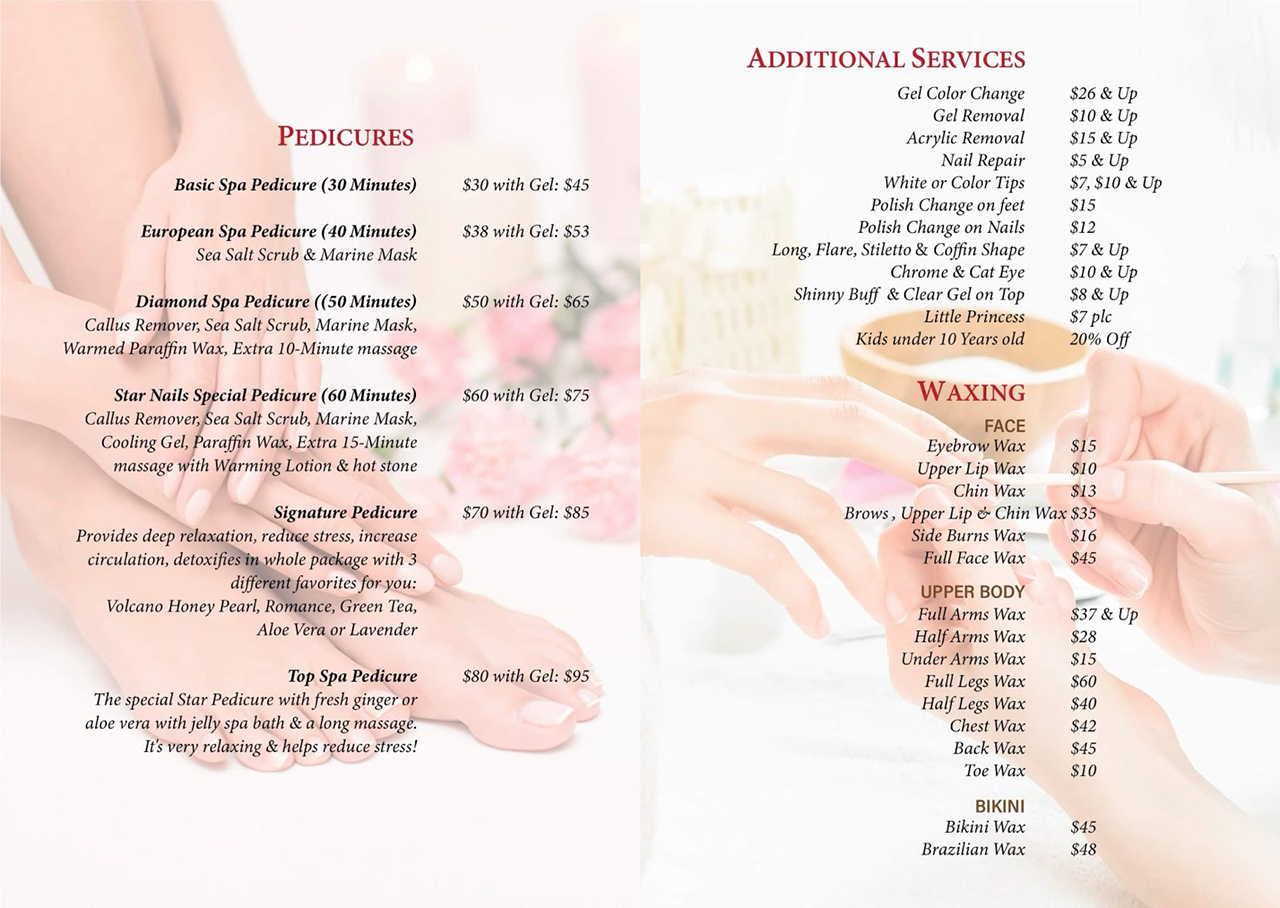 PEDICURES
Basic Spa Pedicure (30 Minutes) $30 with Gel: $45
European Spa Pedicure (40 Minutes) $38 with Gel: $53
Sea Salt Scrub & Marine Mask
Diamond Spa Pedicure ((50 Minutes) $50 with Gel: $65
Callus Remover, Sea Salt Scrub, Marine Mask,
Warmed Paraffin Wax, Extra 10-Minute massage
Star Nails Special Pedicure (60 Minutes) $60 with Gel: $75
Callus Remover, Sea Salt Scrub, Marine Mask,
Cooling Gel, Paraffin Wax, Extra 15-Minute
massage with Warming Lotion & hot stone
Signature Pedicure $70 with Gel: $85
Provides deep relaxation, reduce stress, increase
circulation, detoxifies in whole package with 3
different favorites for you:
Volcano Honey Pearl, Romance, Green Tea,
Aloe Vera or Lavender
Top Spa Pedicure $80 with Gel: $95
The special Star Pedicure with fresh ginger or
aloe vera with jelly spa bath & a long massage.
It's very relaxing & helps reduce stress!
ADDITIONAL SERVICES
Gel Color Change $26 & Up
Gel Removal $10 & Up
Acrylic Removal $15 & Up
Nail Repair $5 & Up
White or Color Tips $7, $10 & Up
Polish Change on feet $15
Polish Change on Nails $12
Long, Flare, Stiletto & Coffin Shape $7 & Up
Chrome & Cat Eye $10 & Up
Shinny Buff & Clear Gel on Top $8 & Up
Little Princess $7 plc
Kids under 10 Years old 20% Off
WAXING
FACE
Eyebrow Wax $15
Upper Lip Wax $10
Chin Wax $13
Brows , Upper Lip & Chin Wax $35
Side Burns Wax $16
Full Face Wax $45
UPPER BODY
Full Arms Wax $37 & Up
Half Arms Wax $28
Under Arms Wax $15
Full Legs Wax $60
Half Legs Wax $40
Chest Wax $42
Back Wax $45
Toe Wax $10
BIKINI
Bikini Wax $45
Brazilian Wax $48